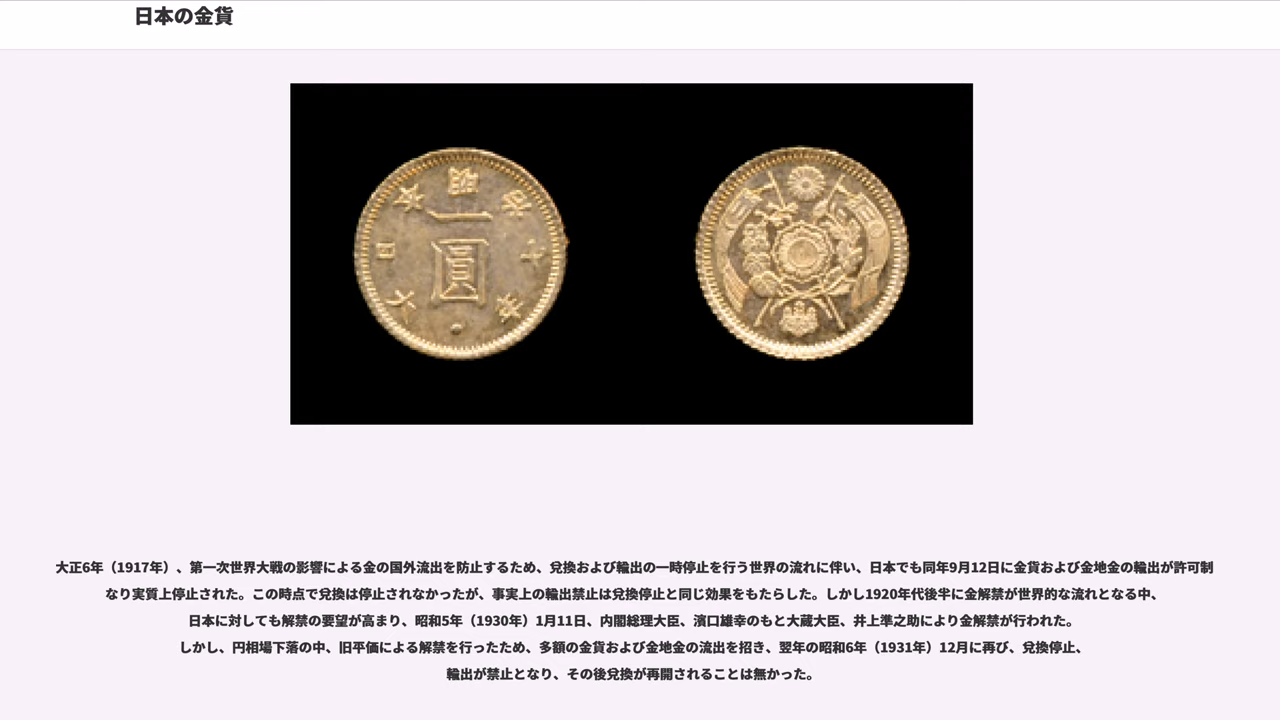 日本の金貨
大日本明治十年
一圓
大正6年（1917年）、第一次世界大戦の影響による金の国外流出を防止するため、兌換および輸出の一時停止を行う世界の流れに伴い、日本でも同年9月12日に金貨および金地金の輸出が許可制
なり実質上停止された。この時点で兌換は停止されなかったが、事実上の輸出禁止は兌換停止と同じ効果をもたらした。しかし1920年代後半に金解禁が世界的な流れとなる中、
日本に対しても解禁の要望が高まり、昭和5年（1930年）1月11日、内閣総理大臣、濱口雄幸のもと大蔵大臣、井上準之助により金解禁が行われた。
しかし、円相場下落の中、旧平価による解禁を行ったため、多額の金貨および金地金の流出を招き、翌年の昭和6年（1931年）12月に再び、兌換停止、
輸出が禁止となり、その後兌換が再開されることは無かった。